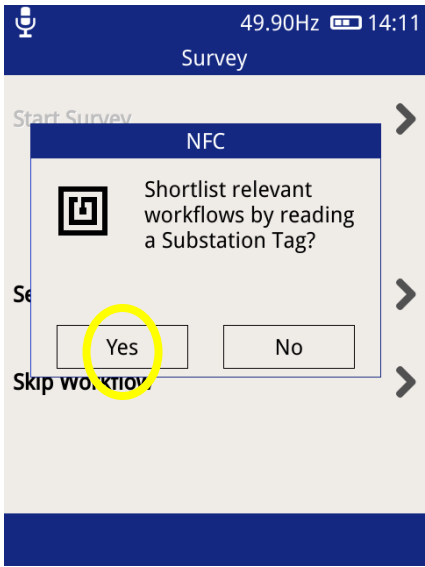 49.90Hz 14:11
Survey
Start Survey
NFC
Shortlist relevant
workflows by reading
a Substation Tag?
Se
Yes No
Skip Workflow